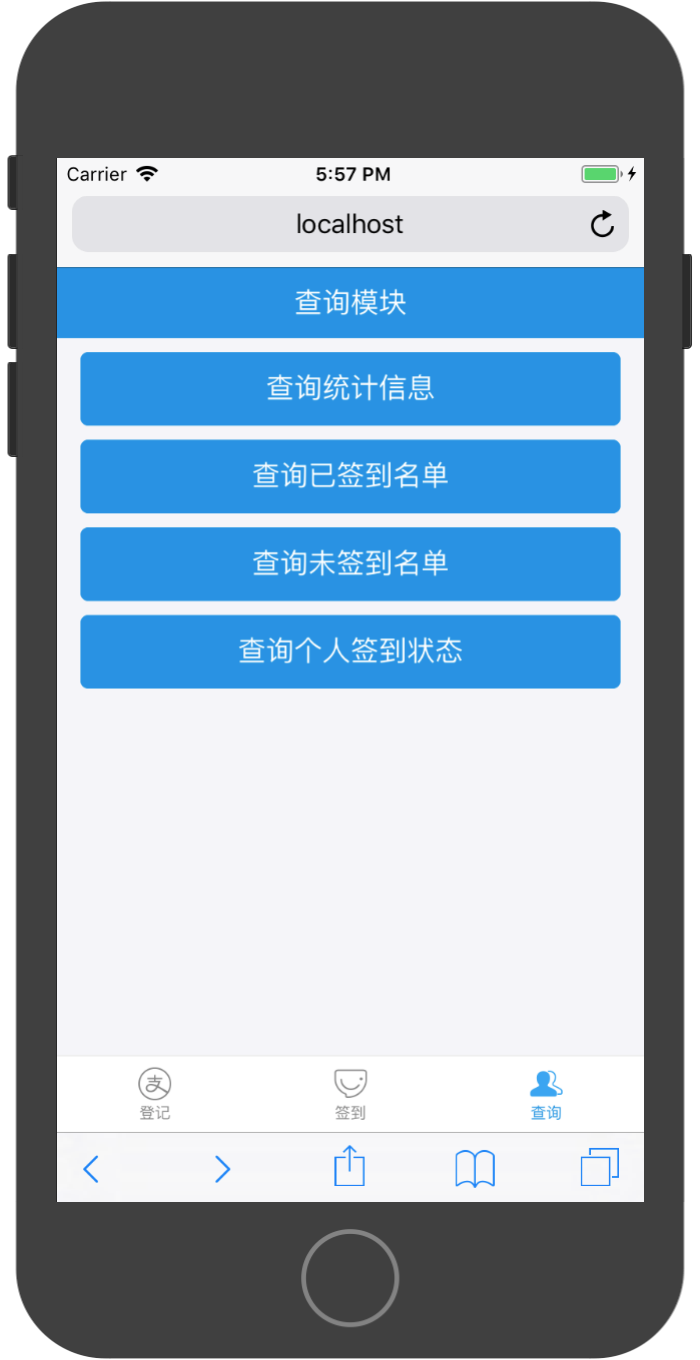 Carrier 5:57 PM
localhost
查询模块
查询统计信息
查询已签到名单
查询未签到名单
查询个人签到状态
支
登记 签到 查询